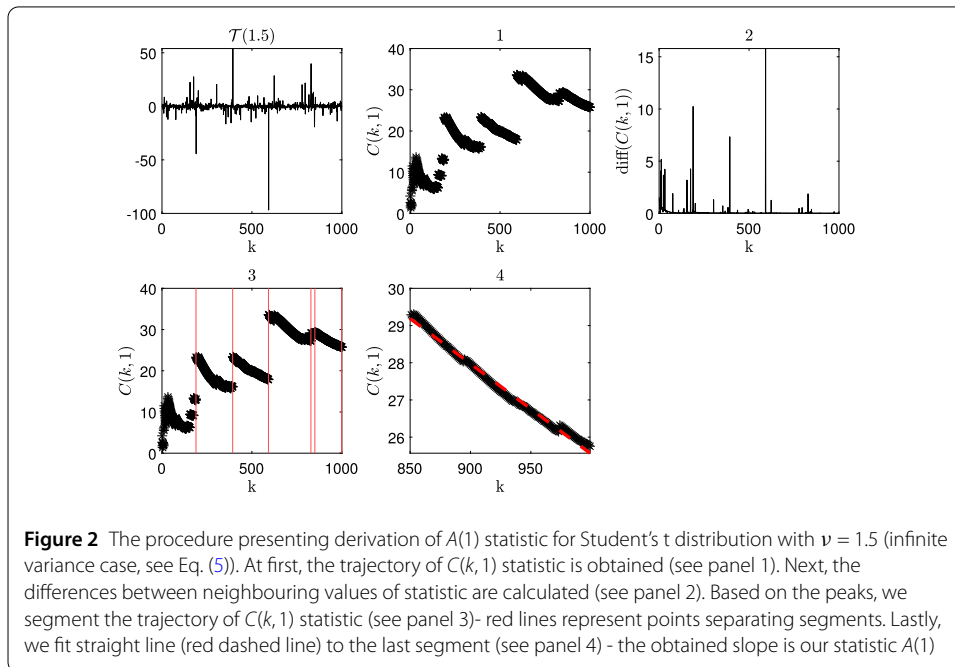 𝒯(1.5)
50
0
-50
-100
0
500
1000
k
1
40
30
20
10
0
C(k, 1)
0
500
1000
k
2
15
10
5
0
diff(C(k, 1))
0
500
1000
k
3
40
30
20
10
0
C(k, 1)
0
500
1000
k
4
30
29
28
27
26
C(k, 1)
850
900
950
k
Figure 2 The procedure presenting derivation of A(1) statistic for Student's t distribution with ν = 1.5 (infinite
variance case, see Eq. (5)). At first, the trajectory of C(k, 1) statistic is obtained (see panel 1). Next, the
differences between neighbouring values of statistic are calculated (see panel 2). Based on the peaks, we
segment the trajectory of C(k, 1) statistic (see panel 3)- red lines represent points separating segments. Lastly,
we fit straight line (red dashed line) to the last segment (see panel 4) - the obtained slope is our statistic A(1)